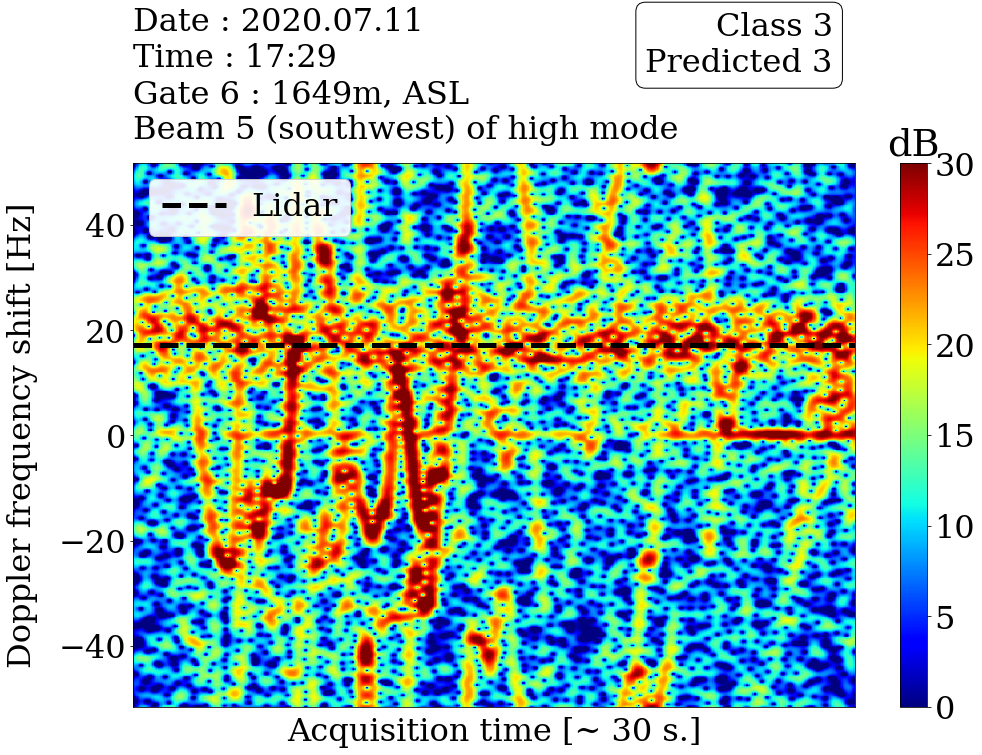 Date : 2020.07.11
Time : 17:29
Gate 6 : 1649m, ASL
Beam 5 (southwest) of high mode
Class 3
Predicted 3
dB
Lidar
Doppler frequency shift [Hz]
40
20
0
−20
−40
Acquisition time [~ 30 s.]
30
25
20
15
10
5
0